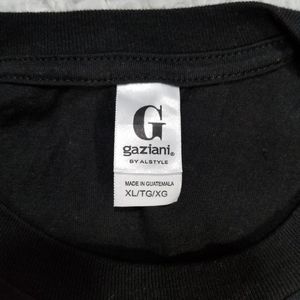 G
gaziani®
BY ALSTYLE
MADE IN GUATEMALA
XL/TG/XG